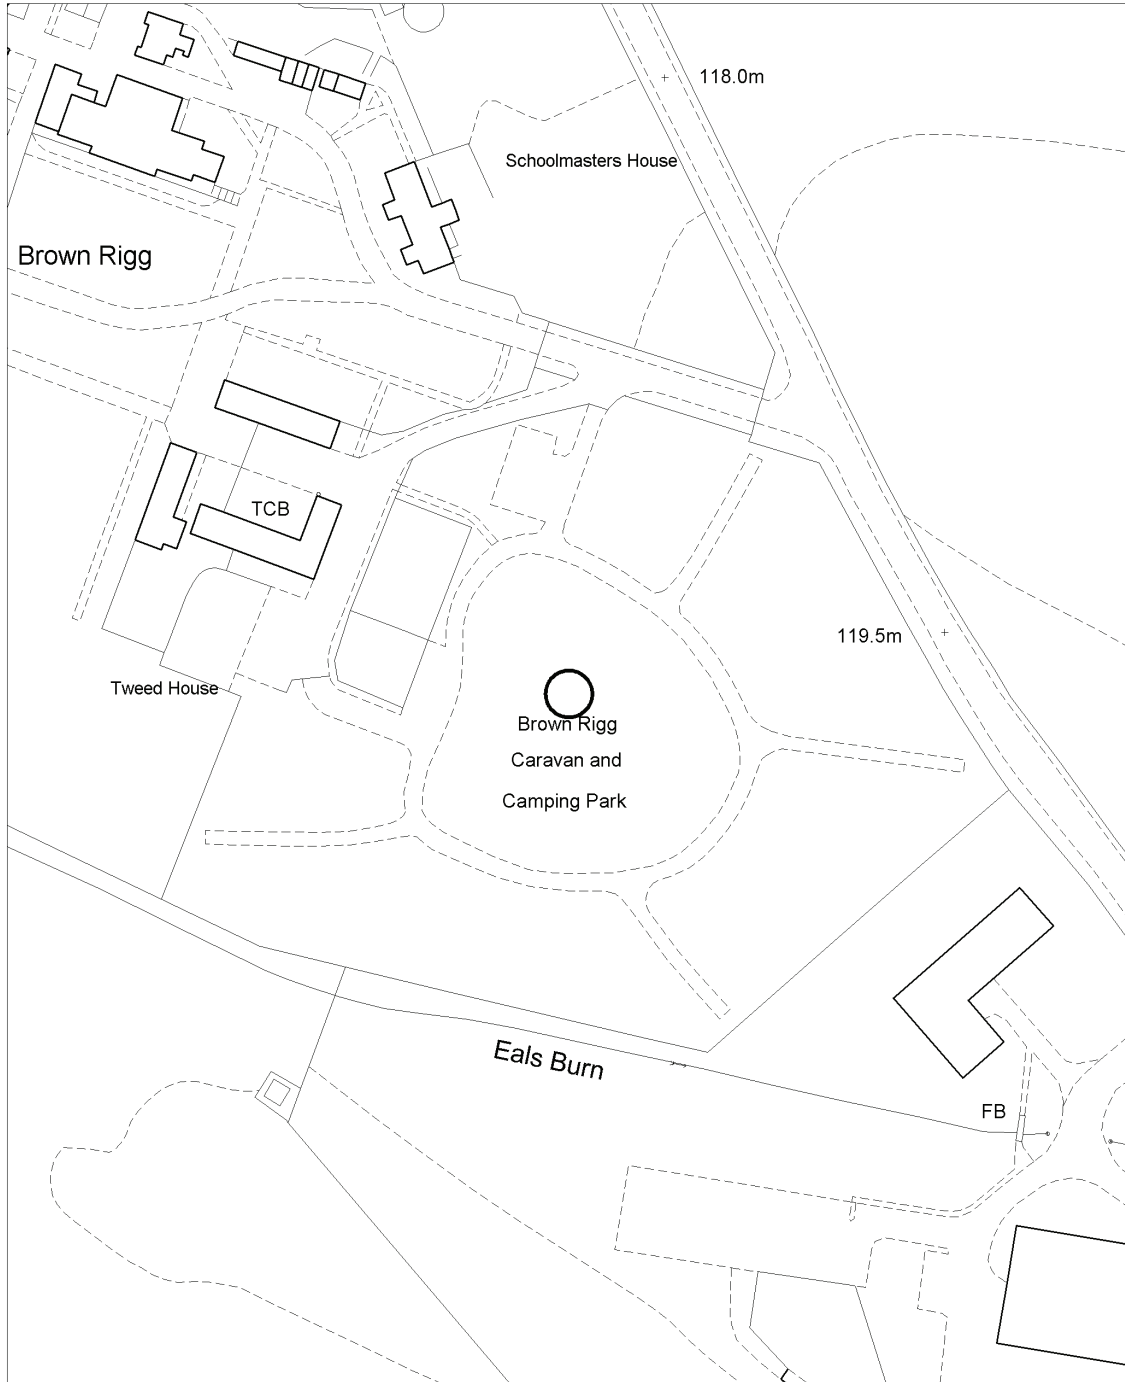 118.0m
Schoolmasters House
Brown Rigg
TCB
119.5m
Tweed House
Brown Rigg
Caravan and
Camping Park
Eals Burn
FB